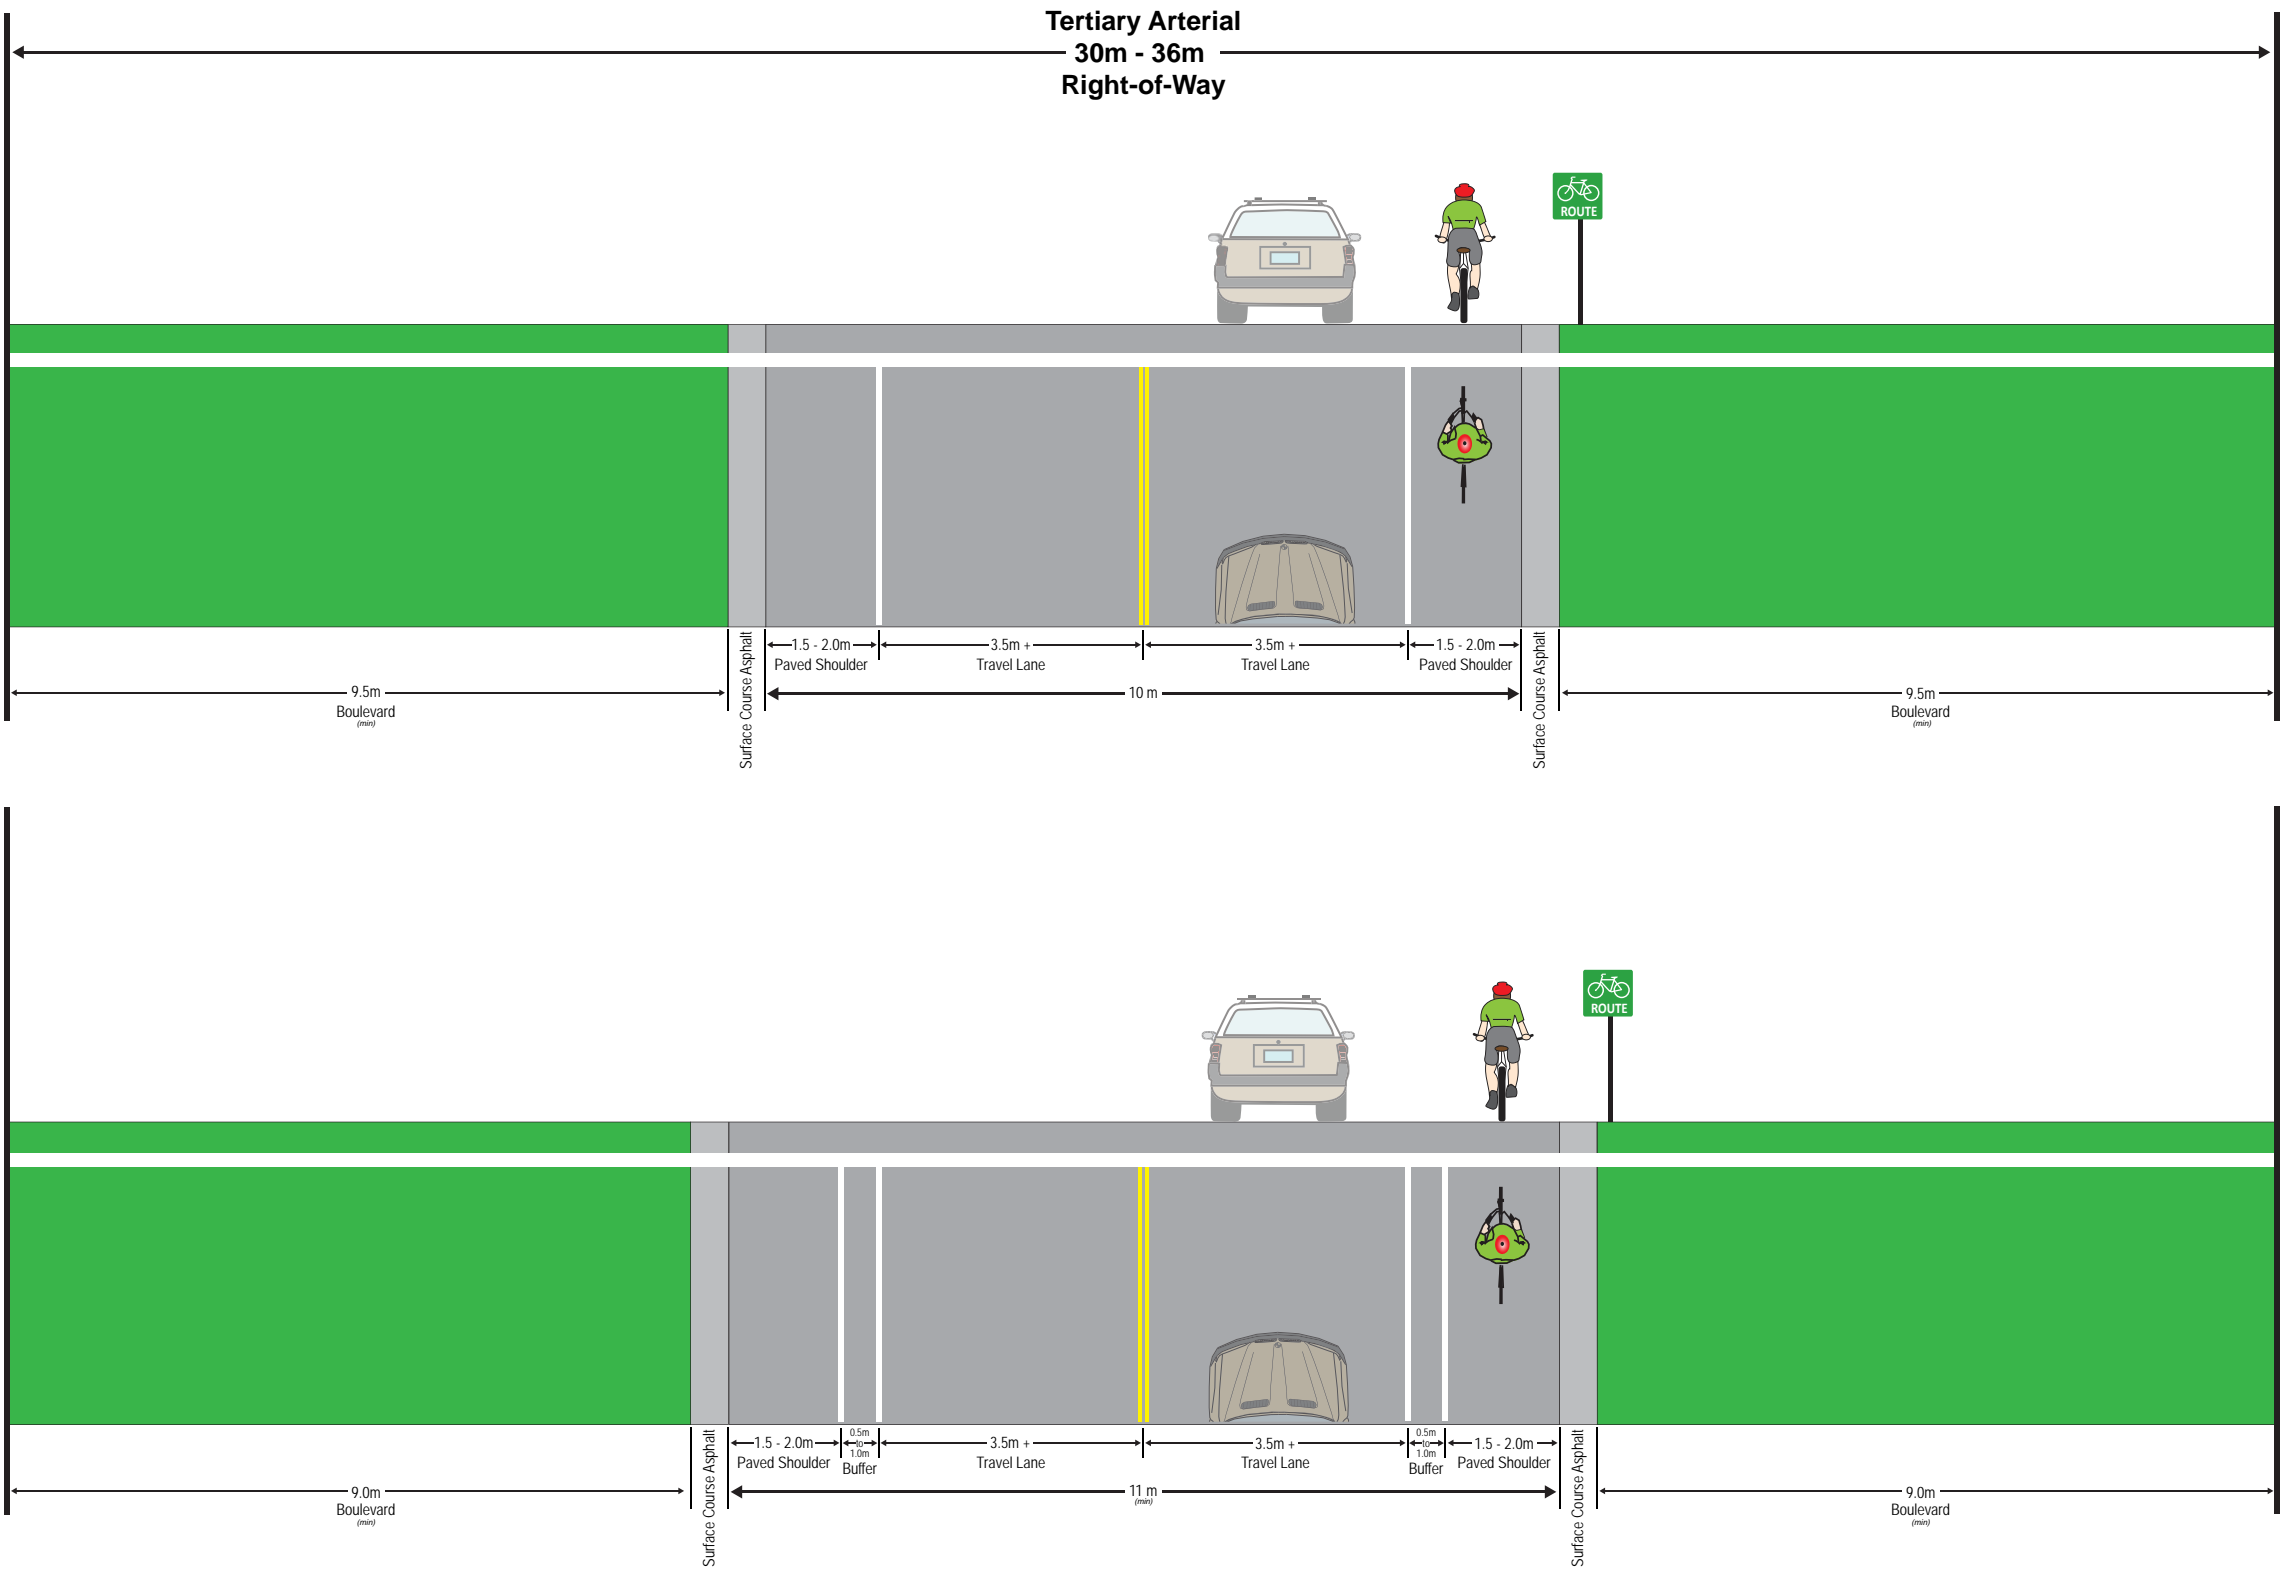 Tertiary Arterial
30m - 36m
Right-of-Way
ROUTE
1.5 - 2.0m
Paved Shoulder
3.5m +
Travel Lane
3.5m +
Travel Lane
1.5 - 2.0m
Paved Shoulder
9.5m
Boulevard
(min)
Surface Course Asphalt
10 m
Surface Course Asphalt
9.5m
Boulevard
(min)
ROUTE
1.5 - 2.0m
Paved Shoulder
0.5m
to
1.0m
Buffer
3.5m +
Travel Lane
3.5m +
Travel Lane
0.5m
to
1.0m
Buffer
1.5 - 2.0m
Paved Shoulder
9.0m
Boulevard
(min)
Surface Course Asphalt
11 m
(min)
Surface Course Asphalt
9.0m
Boulevard
(min)